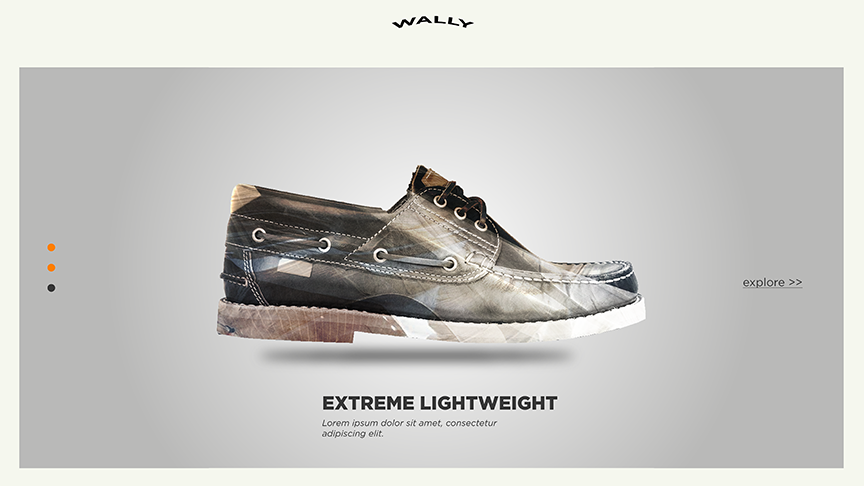 WALLY
explore >>
EXTREME LIGHTWEIGHT
Lorem ipsum dolor sit amet, consectetur
adipiscing elit.